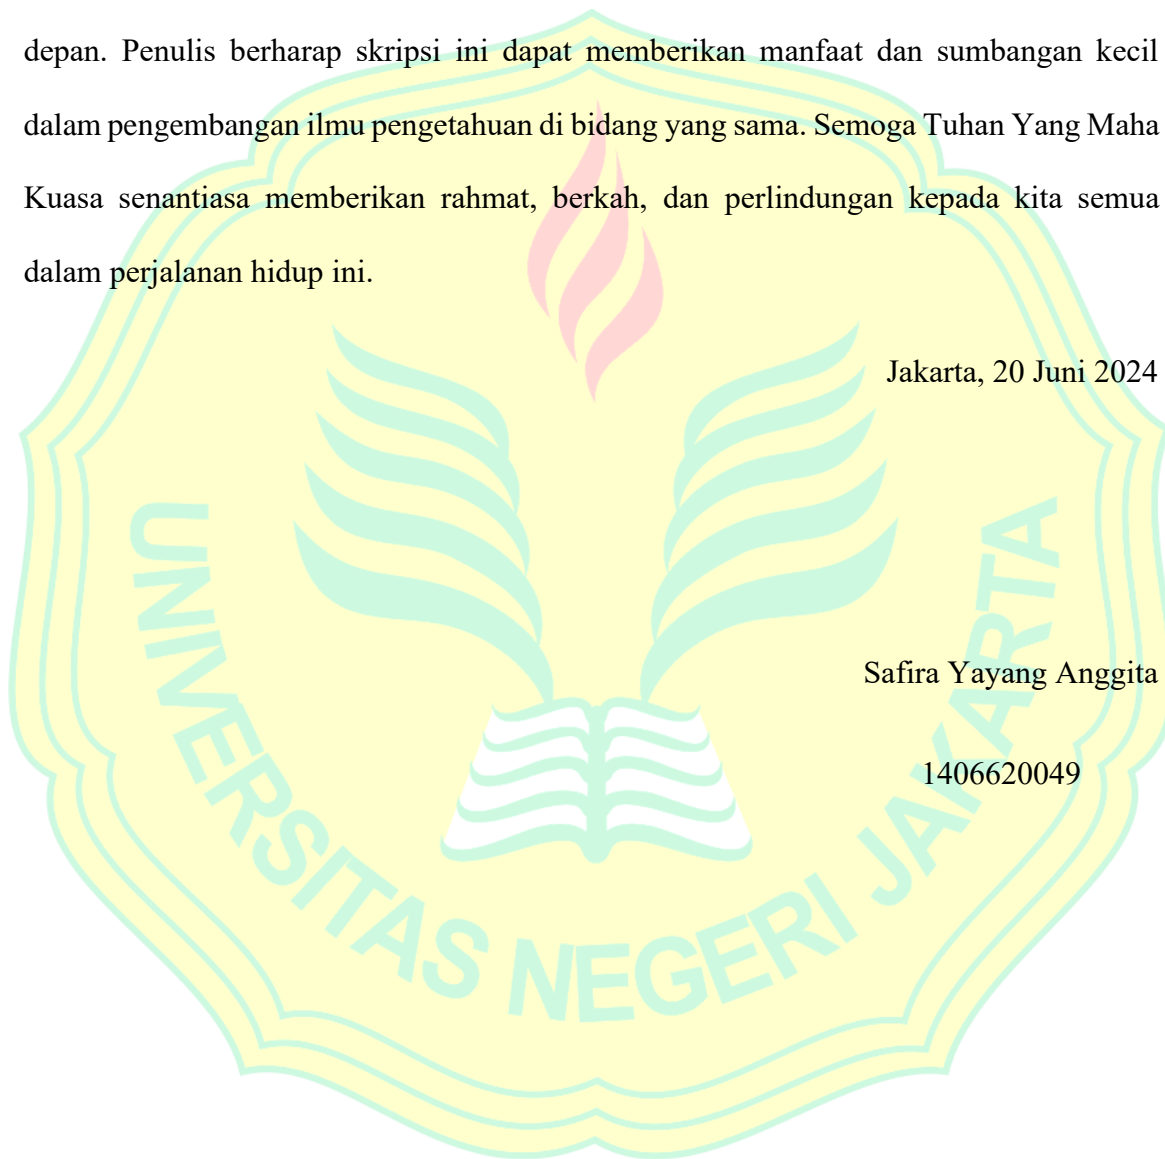 depan. Penulis berharap skripsi ini dapat memberikan manfaat dan sumbangan kecil
dalam pengembangan ilmu pengetahuan di bidang yang sama. Semoga Tuhan Yang Maha
Kuasa senantiasa memberikan rahmat, berkah, dan perlindungan kepada kita semua
dalam perjalanan hidup ini.
Jakarta, 20 Juni 2024
Safira Yayang Anggita
1406620049
UNIVERSITAS NEGERI JAKARTA